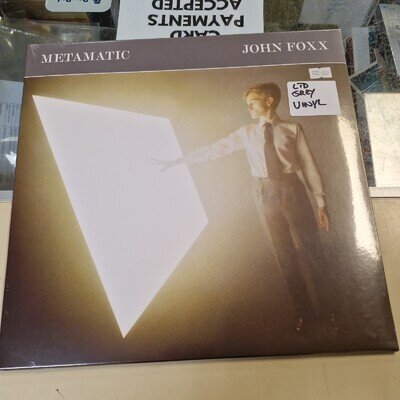 CARD
PAYMENTS
ACCEPTED
METAMATIC
JOHN FOXX
LTD
GREY
VINYL